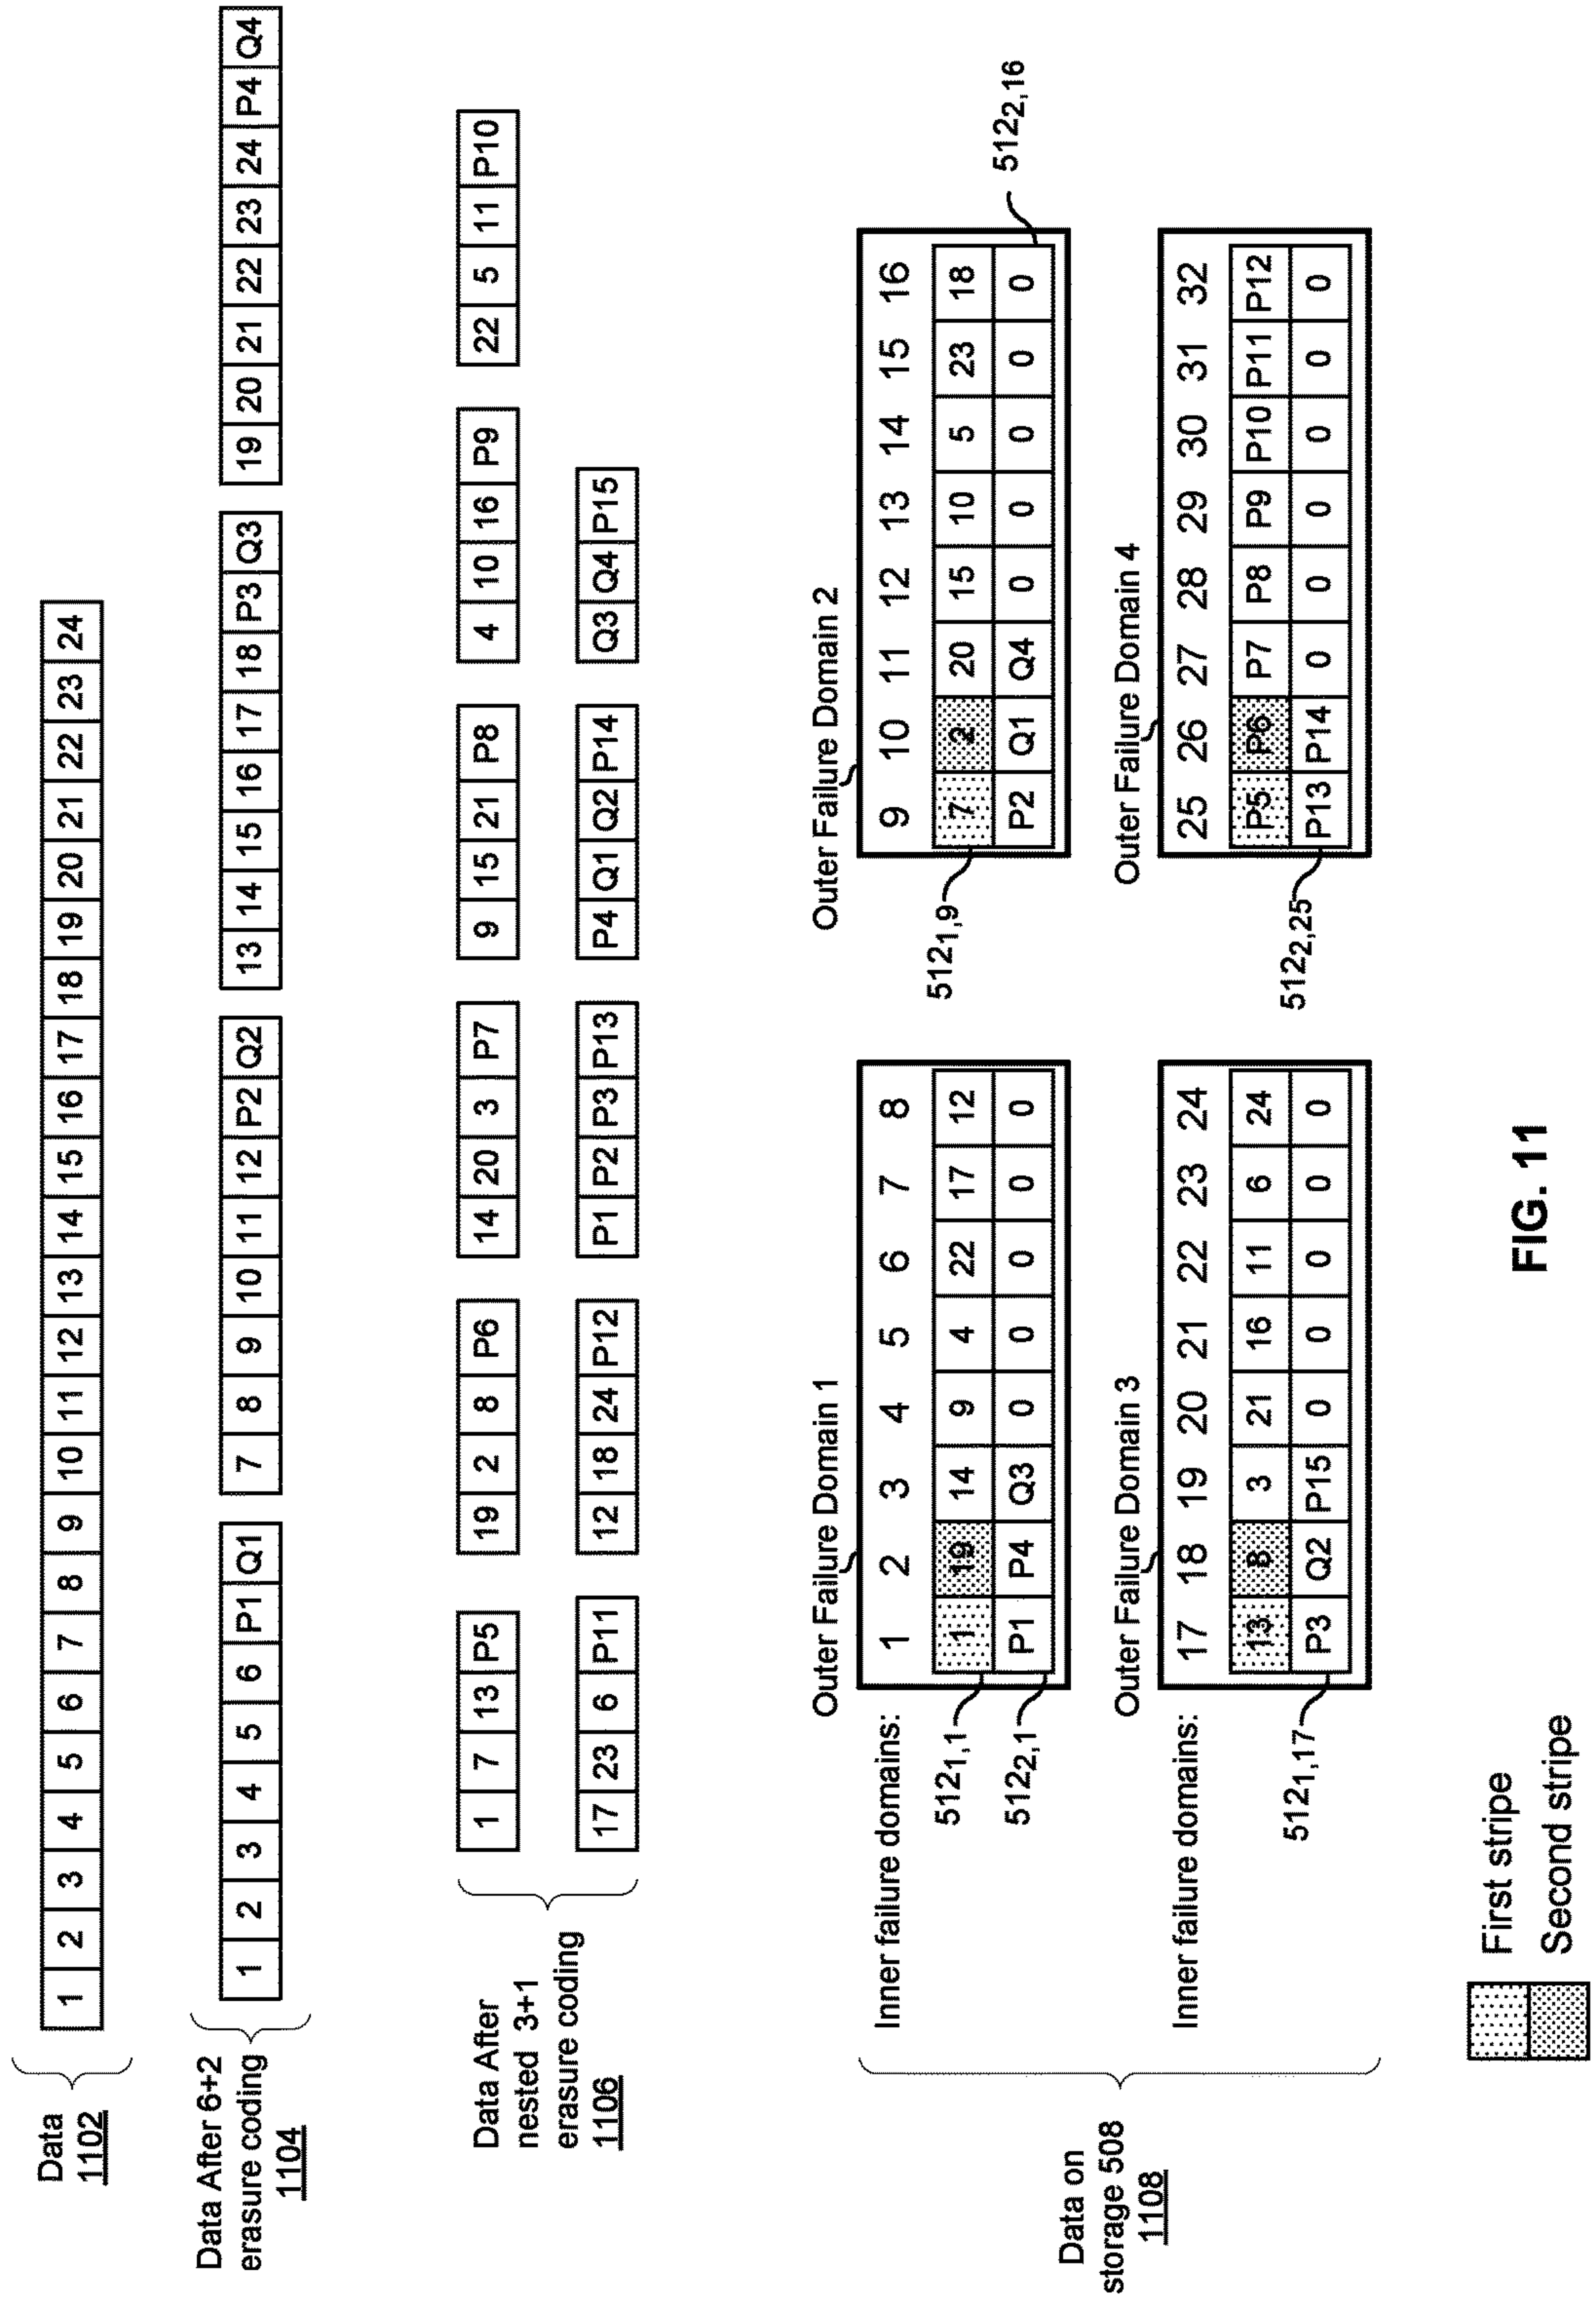 Data
1102
1 2 3 4 5 6 7 8 9 10 11 12 13 14 15 16 17 18 19 20 21 22 23 24
Data After 6+2
erasure coding
1104
1 2 3 4 5 6 P1 Q1 7 8 9 10 11 12 P2 Q2 13 14 15 16 17 18 P3 Q3 19 20 21 22 23 24 P4 Q4
Data After
nested 3+1
erasure coding
1106
1 7 13 P5 19 2 8 P6 14 20 3 P7 9 15 21 P8 4 10 16 P9 22 5 11 P10
17 23 6 P11 12 18 24 P12 P1 P2 P3 P13 P4 Q1 Q2 P14 Q3 Q4 P15
Data on
storage 508
1108
Outer Failure Domain 1
Inner failure domains:
1 2 3 4 5 6 7 8
5121,1
1 19 14 9 4 22 17 12
5122,1
P1 P4 Q3 0 0 0 0 0
Outer Failure Domain 2
9 10 11 12 13 14 15 16
5121,9
7 2 20 15 10 5 23 18
P2 Q1 Q4 0 0 0 0 0
5122,16
Outer Failure Domain 3
Inner failure domains:
17 18 19 20 21 22 23 24
13 8 3 21 16 11 6 24
5121,17
P3 Q2 P15 0 0 0 0 0
Outer Failure Domain 4
25 26 27 28 29 30 31 32
P5 P6 P7 P8 P9 P10 P11 P12
5122,25
P13 P14 0 0 0 0 0 0
First stripe
Second stripe
FIG. 11